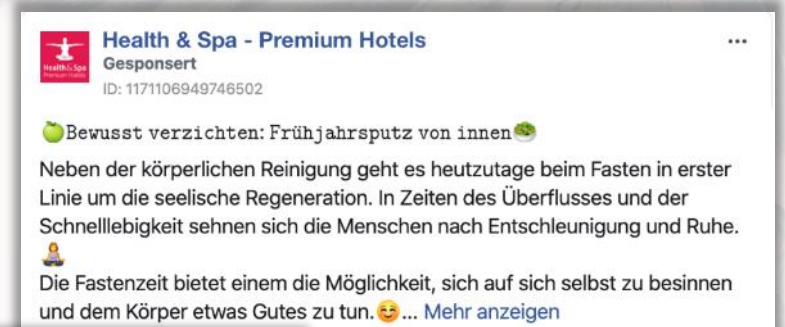 Health & Spa - Premium Hotels
Gesponsert
ID: 1171106949746502
Health & Spa
Premium Hotels
🍏Bewusst verzichten: Frühjahrsputz von innen🥗
Neben der körperlichen Reinigung geht es heutzutage beim Fasten in erster
Linie um die seelische Regeneration. In Zeiten des Überflusses und der
Schnelllebigkeit sehnen sich die Menschen nach Entschleunigung und Ruhe.
🧘
Die Fastenzeit bietet einem die Möglichkeit, sich auf sich selbst zu besinnen
und dem Körper etwas Gutes zu tun.😊... Mehr anzeigen